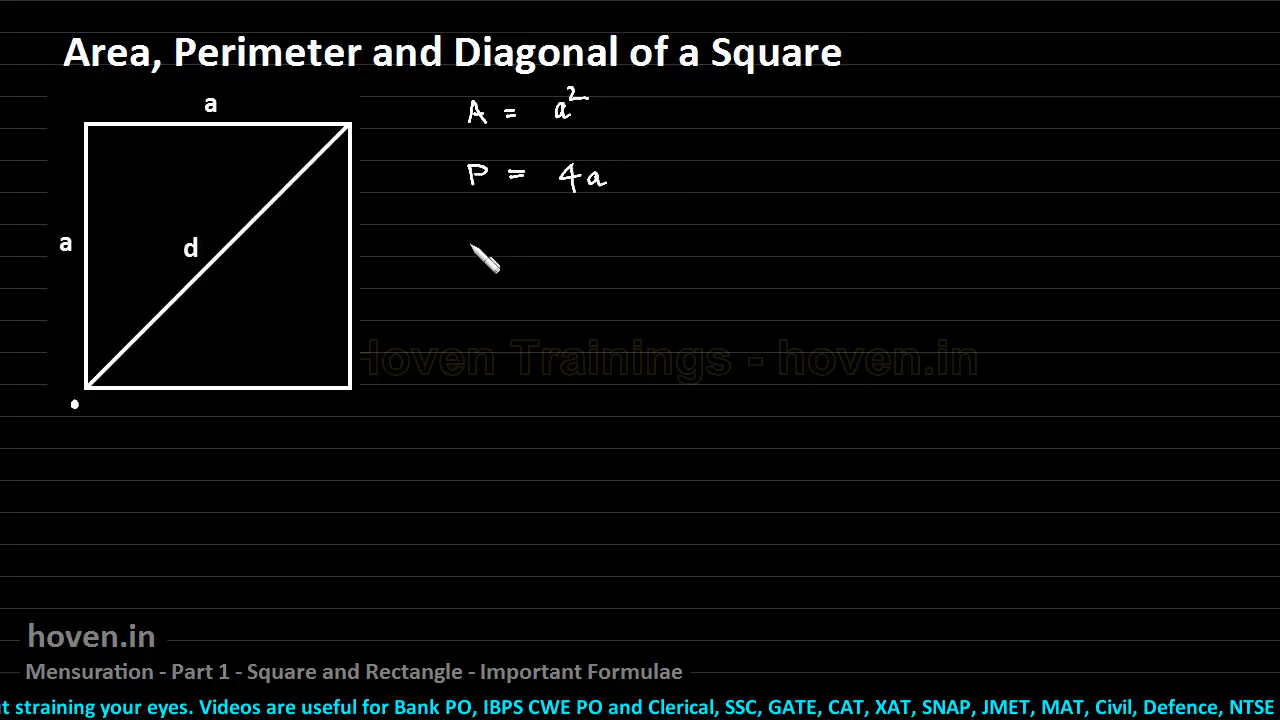 Area, Perimeter and Diagonal of a Square
a
A = a²
P = 4a
a
d
Hoven Trainings - hoven.in
hoven.in
Mensuration - Part 1 - Square and Rectangle - Important Formulae
straining your eyes. Videos are useful for Bank PO, IBPS CWE PO and Clerical, SSC, GATE, CAT, XAT, SNAP, JMET, MAT, Civil, Defence, NTSE